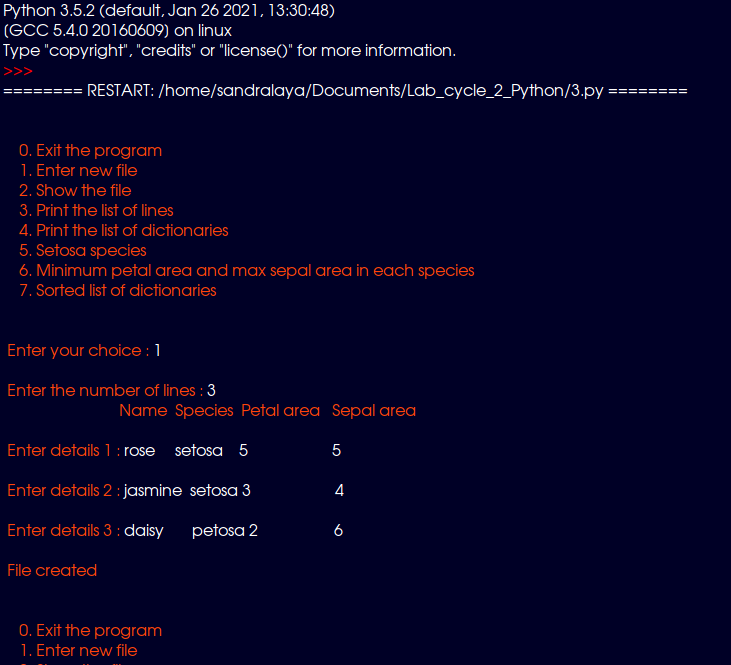 Python 3.5.2 (default, Jan 26 2021, 13:30:48)
[GCC 5.4.0 20160609] on linux
Type "copyright", "credits" or "license()" for more information.
>>>
======== RESTART: /home/sandralaya/Documents/Lab_cycle_2_Python/3.py ========
0. Exit the program
1. Enter new file
2. Show the file
3. Print the list of lines
4. Print the list of dictionaries
5. Setosa species
6. Minimum petal area and max sepal area in each species
7. Sorted list of dictionaries
Enter your choice : 1
Enter the number of lines : 3
Name Species Petal area Sepal area
Enter details 1 : rose setosa 5 5
Enter details 2 : jasmine setosa 3 4
Enter details 3 : daisy petosa 2 6
File created
0. Exit the program
1. Enter new file
2. Show the file